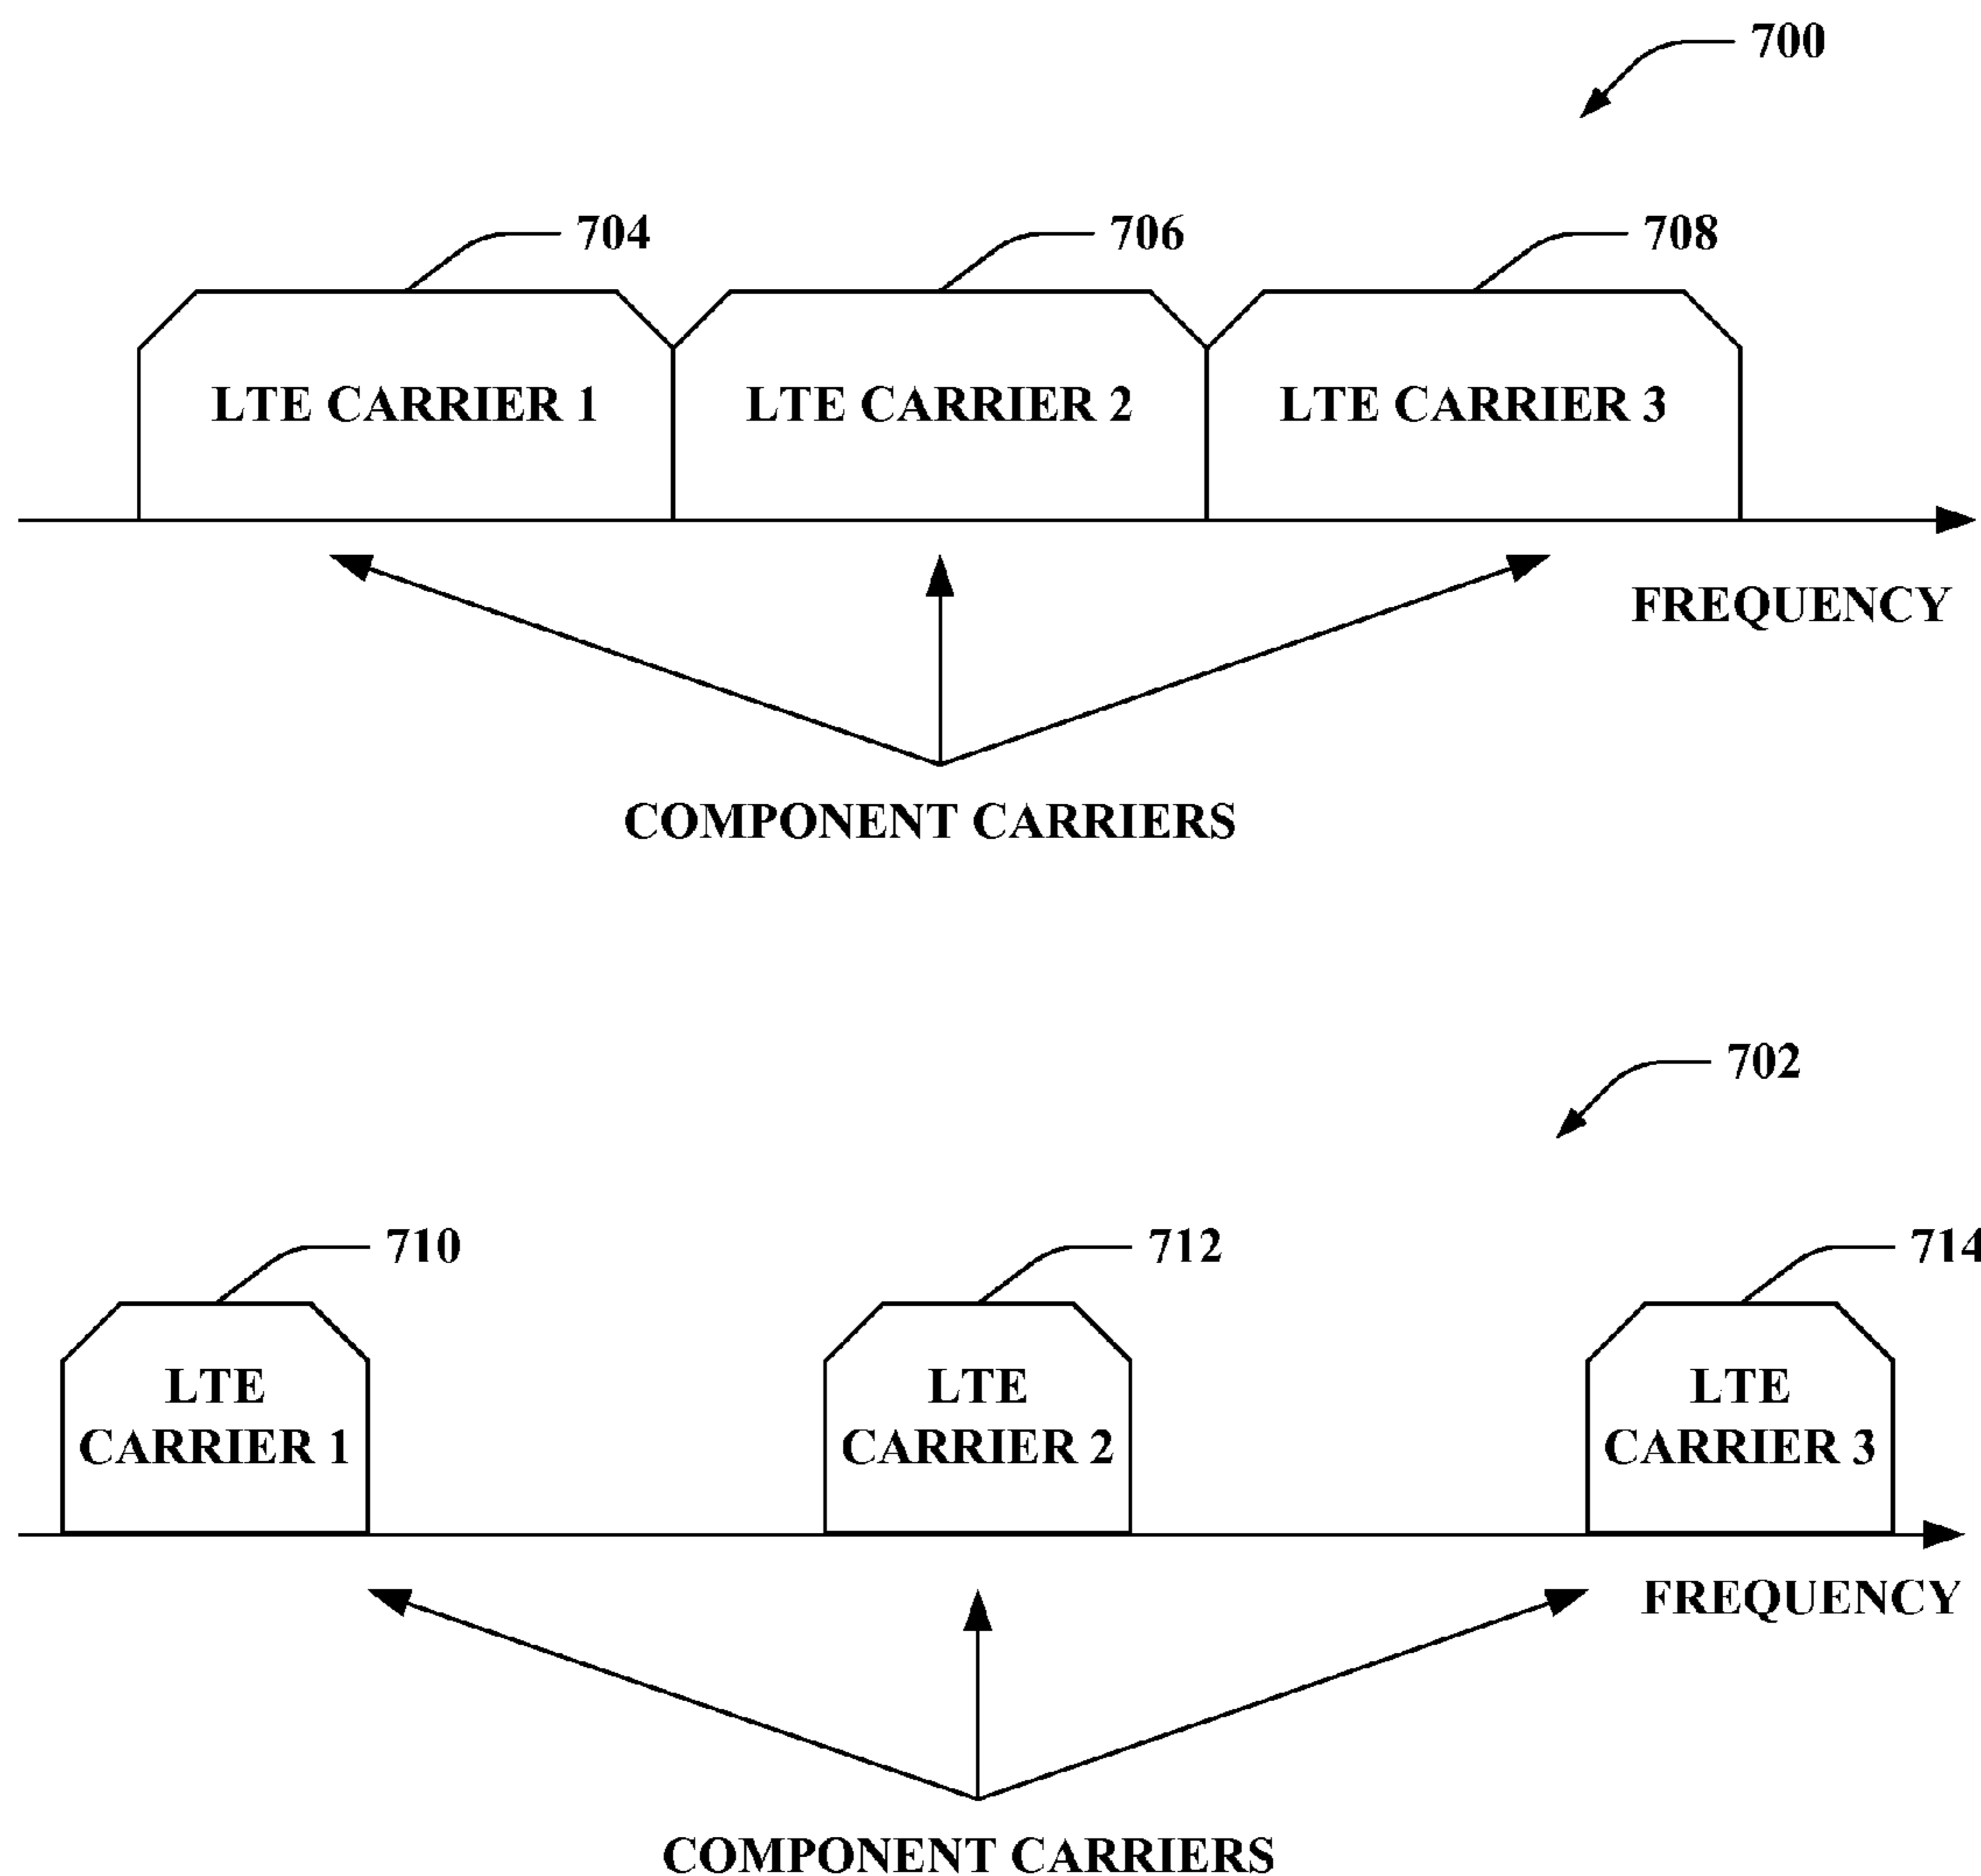 700
704
706
708
LTE CARRIER 1
LTE CARRIER 2
LTE CARRIER 3
FREQUENCY
COMPONENT CARRIERS
702
710
712
714
LTE
CARRIER 1
LTE
CARRIER 2
LTE
CARRIER 3
FREQUENCY
COMPONENT CARRIERS